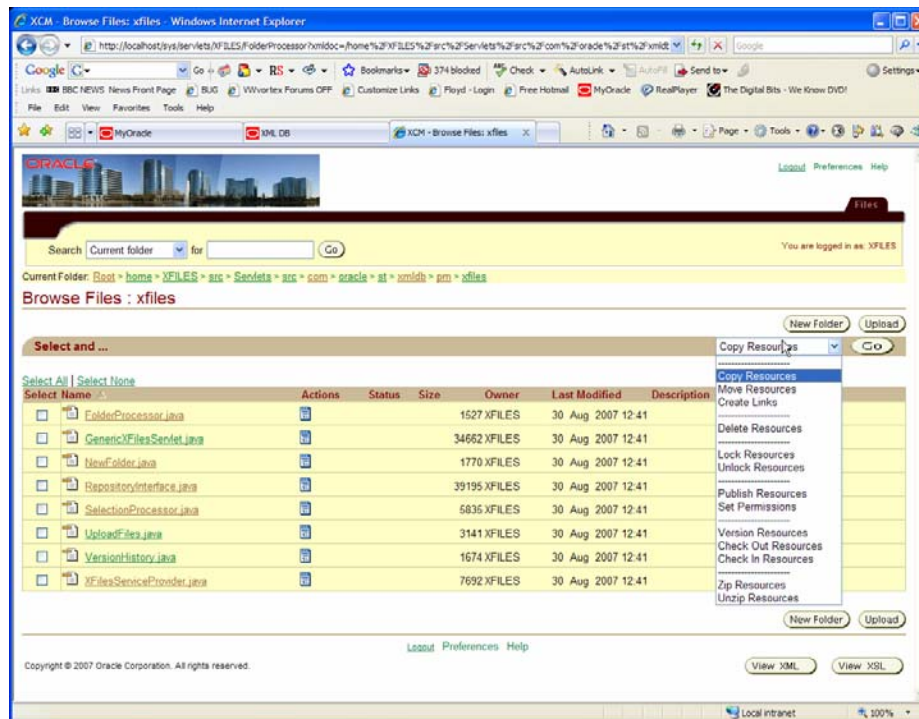 XCM - Browse Files: xfiles - Windows Internet Explorer
http://localhost/sys/servlets/XFILES/FolderProcessor?xmldoc=/home%2FXFILES%2Fsrc%2FServlets%2Fsrc%2Fcom%2Foracle%2Fst%2Fxmldb
Google
Google Go RS Bookmarks 374 blocked Check AutoLink AutoFill Send to Settings
Links BBC NEWS News Front Page BUG WVvortex Forums OFF Customize Links Floyd - Login Free Hotmail MyOracle RealPlayer The Digital Bits - We Know DVD!
File Edit View Favorites Tools Help
MyOracle XML DB XCM - Browse Files: xfiles X Page Tools
ORACLE
Logout Preferences Help
Files
Search Current folder for Go
You are logged in as: XFILES
Current Folder: Root > home > XFILES > src > Servlets > src > com > oracle > st > xmldb > pm > xfiles
Browse Files : xfiles
New Folder Upload
Select and ... Copy Resources Go
--------------------
Copy Resources
Move Resources
Create Links
--------------------
Delete Resources
--------------------
Lock Resources
Unlock Resources
--------------------
Publish Resources
Set Permissions
--------------------
Version Resources
Check Out Resources
Check In Resources
--------------------
Zip Resources
Unzip Resources
Select All | Select None
Select Name Actions Status Size Owner Last Modified Description
FolderProcessor.java 1527 XFILES 30 Aug 2007 12:41
GenericXFilesServlet.java 34662 XFILES 30 Aug 2007 12:41
NewFolder.java 1770 XFILES 30 Aug 2007 12:41
RepositoryInterface.java 39195 XFILES 30 Aug 2007 12:41
SelectionProcessor.java 5835 XFILES 30 Aug 2007 12:41
UploadFiles.java 3141 XFILES 30 Aug 2007 12:41
VersionHistory.java 1674 XFILES 30 Aug 2007 12:41
XFilesServiceProvider.java 7692 XFILES 30 Aug 2007 12:41
New Folder Upload
Logout Preferences Help
Copyright © 2007 Oracle Corporation. All rights reserved.
View XML View XSL
Local intranet 100%